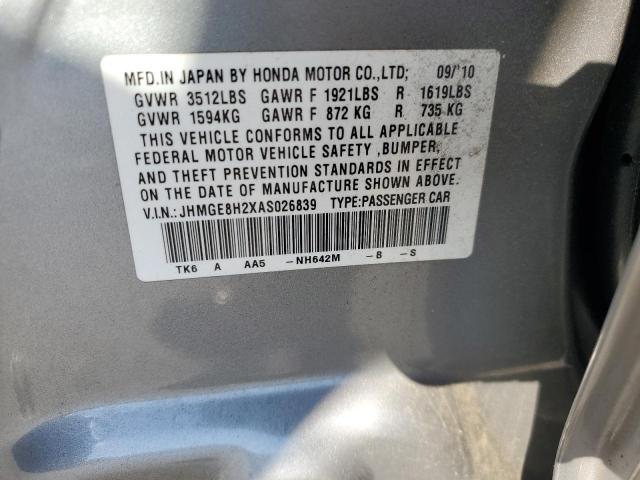 MFD.IN JAPAN BY HONDA MOTOR CO.,LTD; 09/'10
GVWR 3512LBS GAWR F 1921LBS R 1619LBS
GVWR 1594KG GAWR F 872 KG R 735 KG
THIS VEHICLE CONFORMS TO ALL APPLICABLE
FEDERAL MOTOR VEHICLE SAFETY ,BUMPER,
AND THEFT PREVENTION STANDARDS IN EFFECT
ON THE DATE OF MANUFACTURE SHOWN ABOVE.
V.I.N.:JHMGE8H2XAS026839 TYPE:PASSENGER CAR
TK6 A AA5 -NH642M -B -S